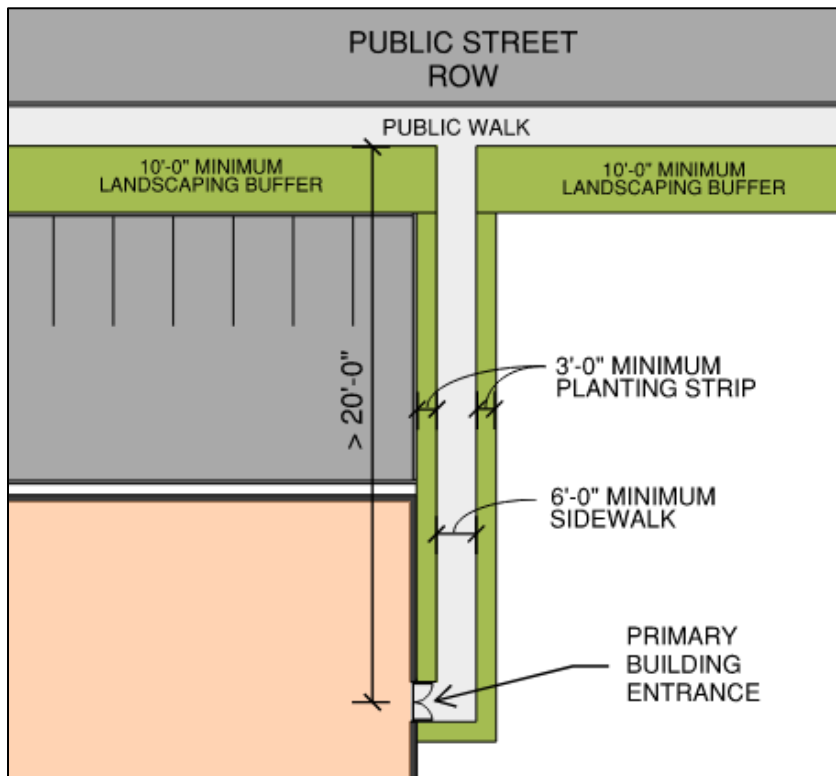 PUBLIC STREET
ROW
PUBLIC WALK
10'-0" MINIMUM
LANDSCAPING BUFFER
10'-0" MINIMUM
LANDSCAPING BUFFER
> 20'-0"
3'-0" MINIMUM
PLANTING STRIP
6'-0" MINIMUM
SIDEWALK
PRIMARY
BUILDING
ENTRANCE